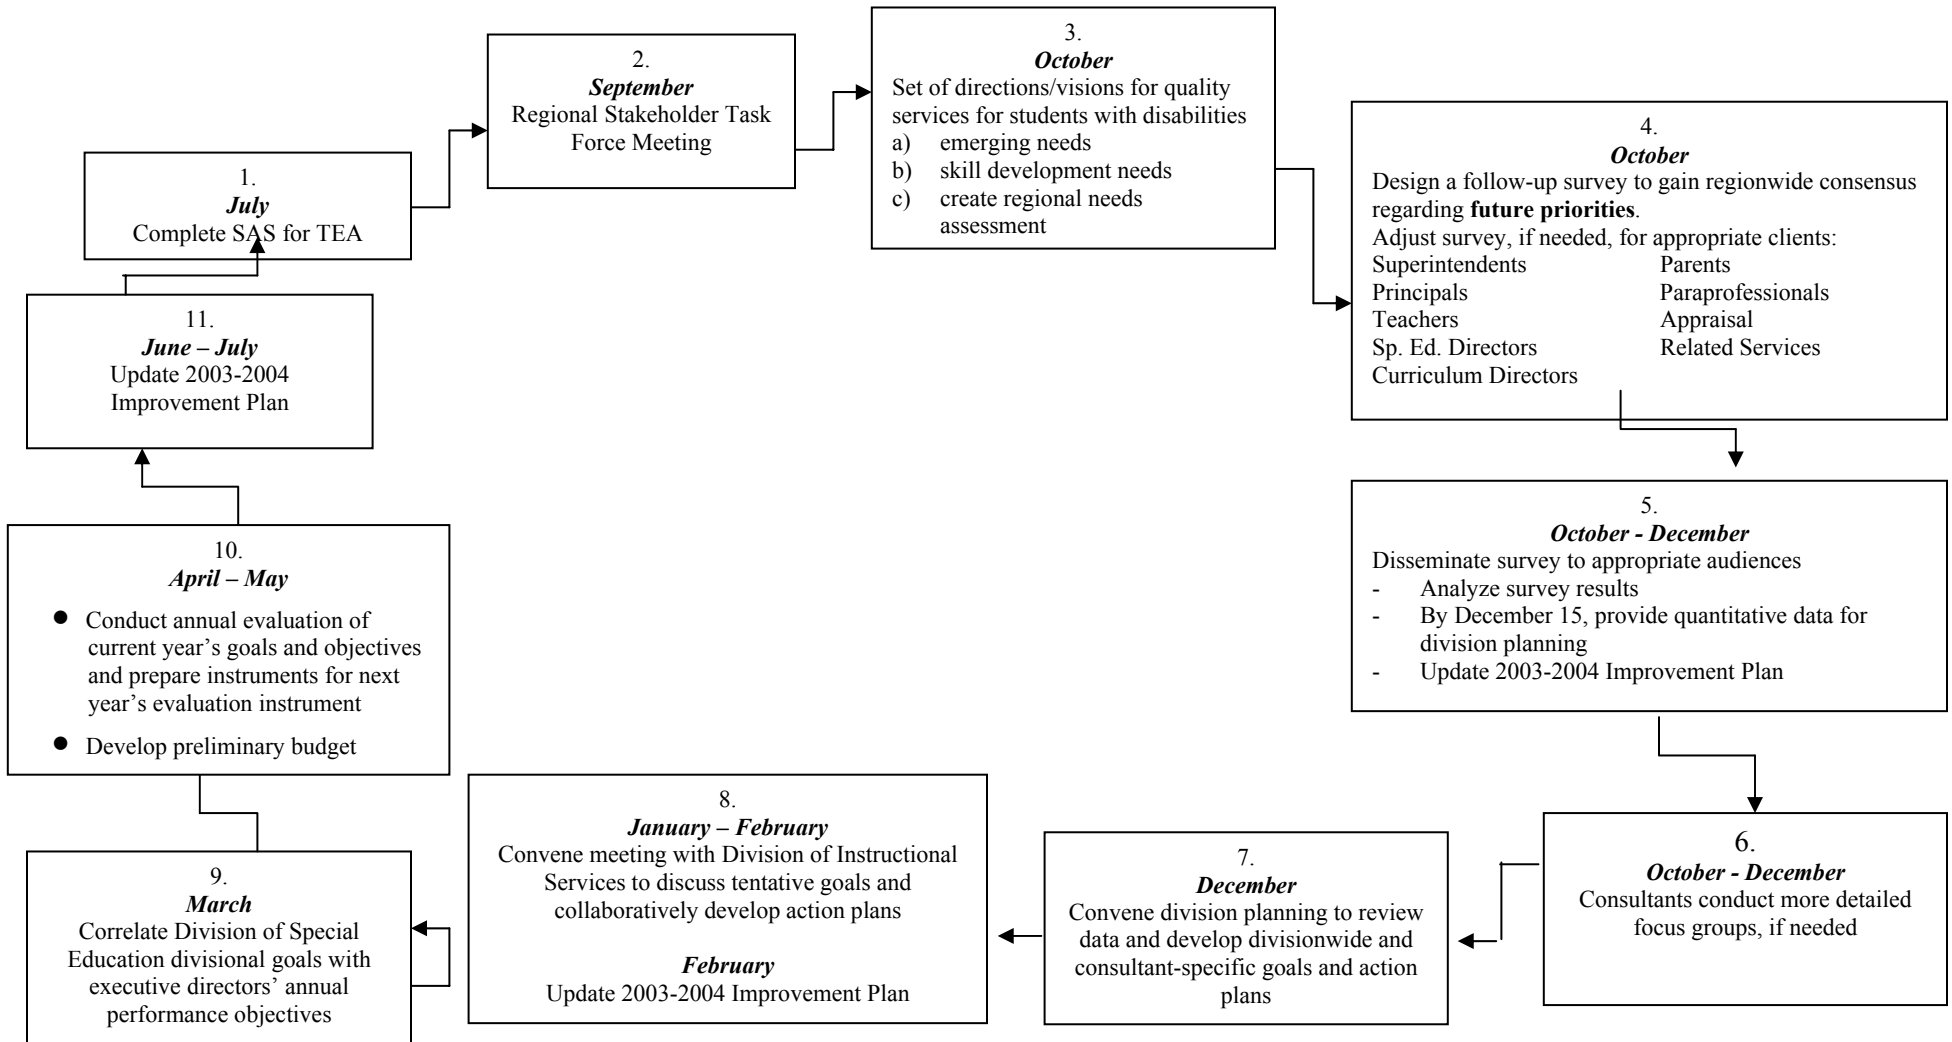 1.
July
Complete SAS for TEA
2.
September
Regional Stakeholder Task
Force Meeting
3.
October
Set of directions/visions for quality
services for students with disabilities
a) emerging needs
b) skill development needs
c) create regional needs
assessment
4.
October
Design a follow-up survey to gain regionwide consensus
regarding future priorities.
Adjust survey, if needed, for appropriate clients:
Superintendents Parents
Principals Paraprofessionals
Teachers Appraisal
Sp. Ed. Directors Related Services
Curriculum Directors
5.
October - December
Disseminate survey to appropriate audiences
- Analyze survey results
- By December 15, provide quantitative data for
division planning
- Update 2003-2004 Improvement Plan
6.
October - December
Consultants conduct more detailed
focus groups, if needed
7.
December
Convene division planning to review
data and develop divisionwide and
consultant-specific goals and action
plans
8.
January – February
Convene meeting with Division of Instructional
Services to discuss tentative goals and
collaboratively develop action plans
February
Update 2003-2004 Improvement Plan
9.
March
Correlate Division of Special
Education divisional goals with
executive directors’ annual
performance objectives
10.
April – May
● Conduct annual evaluation of
current year’s goals and objectives
and prepare instruments for next
year’s evaluation instrument
● Develop preliminary budget
11.
June – July
Update 2003-2004
Improvement Plan